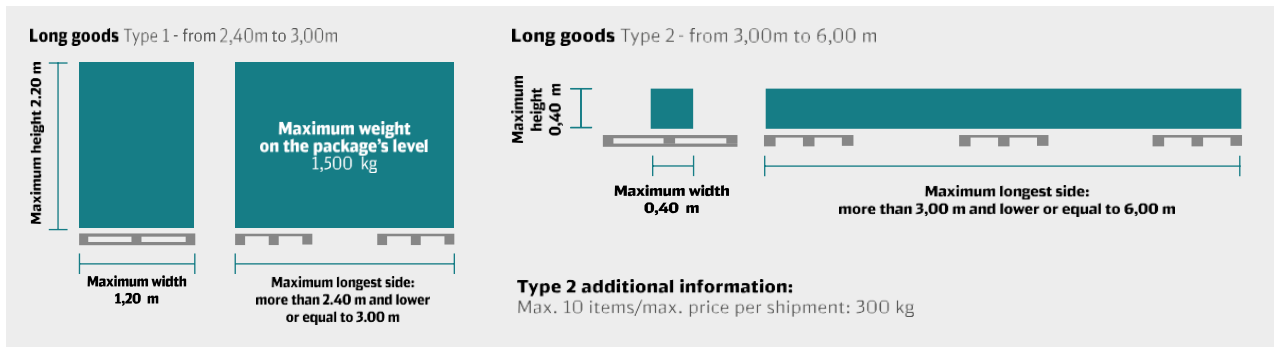 Long goods Type 1 - from 2,40m to 3,00m
Maximum height 2.20 m
Maximum weight
on the package's level
1,500 kg
Maximum width
1,20 m
Maximum longest side:
more than 2.40 m and lower
or equal to 3.00 m
Long goods Type 2 - from 3,00m to 6,00 m
Maximum
height
0,40 m
Maximum width
0,40 m
Maximum longest side:
more than 3,00 m and lower or equal to 6,00 m
Type 2 additional information:
Max. 10 items/max. price per shipment: 300 kg